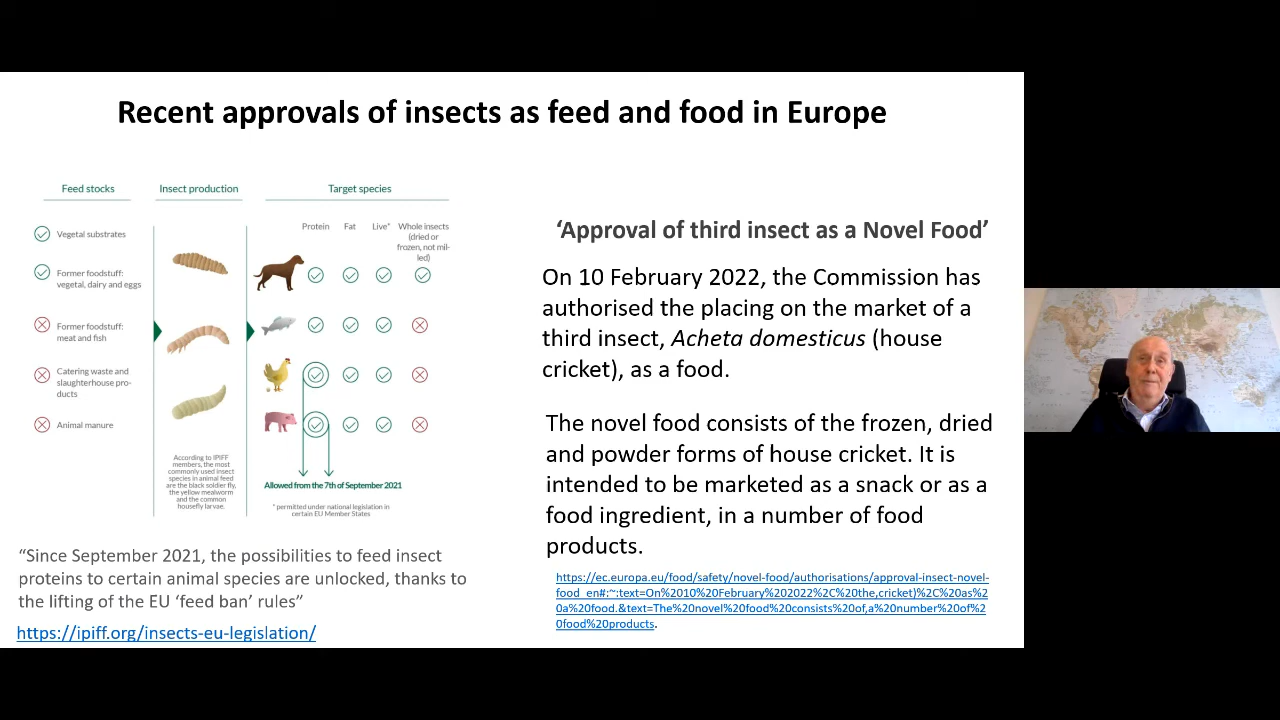 Recent approvals of insects as feed and food in Europe
Feed stocks
Vegetal substrates
Former foodstuff:
vegetal, dairy and eggs
Former foodstuff:
meat and fish
Catering waste and
slaughterhouse pro-
ducts
Animal manure
Insect production
According to IPIFF
members, the most
commonly used insect
species in animal feed
are the black soldier fly,
the yellow mealworm
and the common
housefly larvae.
Target species
Protein
Fat
Live*
Whole insects
(dried or
frozen, not mil-
led)
Allowed from the 7th of September 2021
* permitted under national legislation in
certain EU Member States
“Since September 2021, the possibilities to feed insect
proteins to certain animal species are unlocked, thanks to
the lifting of the EU ‘feed ban’ rules”
https://ipiff.org/insects-eu-legislation/
‘Approval of third insect as a Novel Food’
On 10 February 2022, the Commission has
authorised the placing on the market of a
third insect, Acheta domesticus (house
cricket), as a food.
The novel food consists of the frozen, dried
and powder forms of house cricket. It is
intended to be marketed as a snack or as a
food ingredient, in a number of food
products.
https://ec.europa.eu/food/safety/novel-food/authorisations/approval-insect-novel-
food_en#:~:text=On%2010%20February%202022%2C%20the,cricket)%2C%20as%2
0a%20food.&text=The%20novel%20food%20consists%20of,a%20number%20of%2
0food%20products.